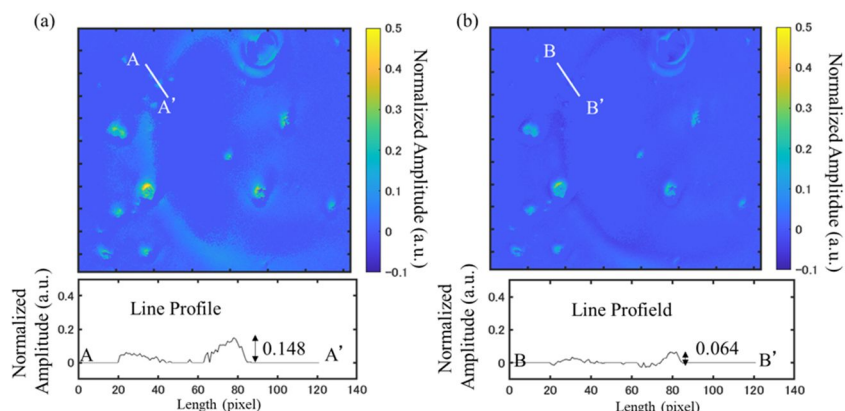 (a)
A
A'
0.5
0.4
0.3
0.2
0.1
0
-0.1
Normalized Amplitude (a.u.)
Normalized
Amplitude (a.u.)
0.4
0.2
0
Line Profile
A
0.148
A'
0 20 40 60 80 100 120 140
Length (pixel)
(b)
B
B'
0.5
0.4
0.3
0.2
0.1
0
-0.1
Normalized Amplitdue (a.u.)
Normalized
Amplitude (a.u.)
0.4
0.2
0
Line Profield
B
0.064
B'
0 20 40 60 80 100 120 140
Length (pixel)